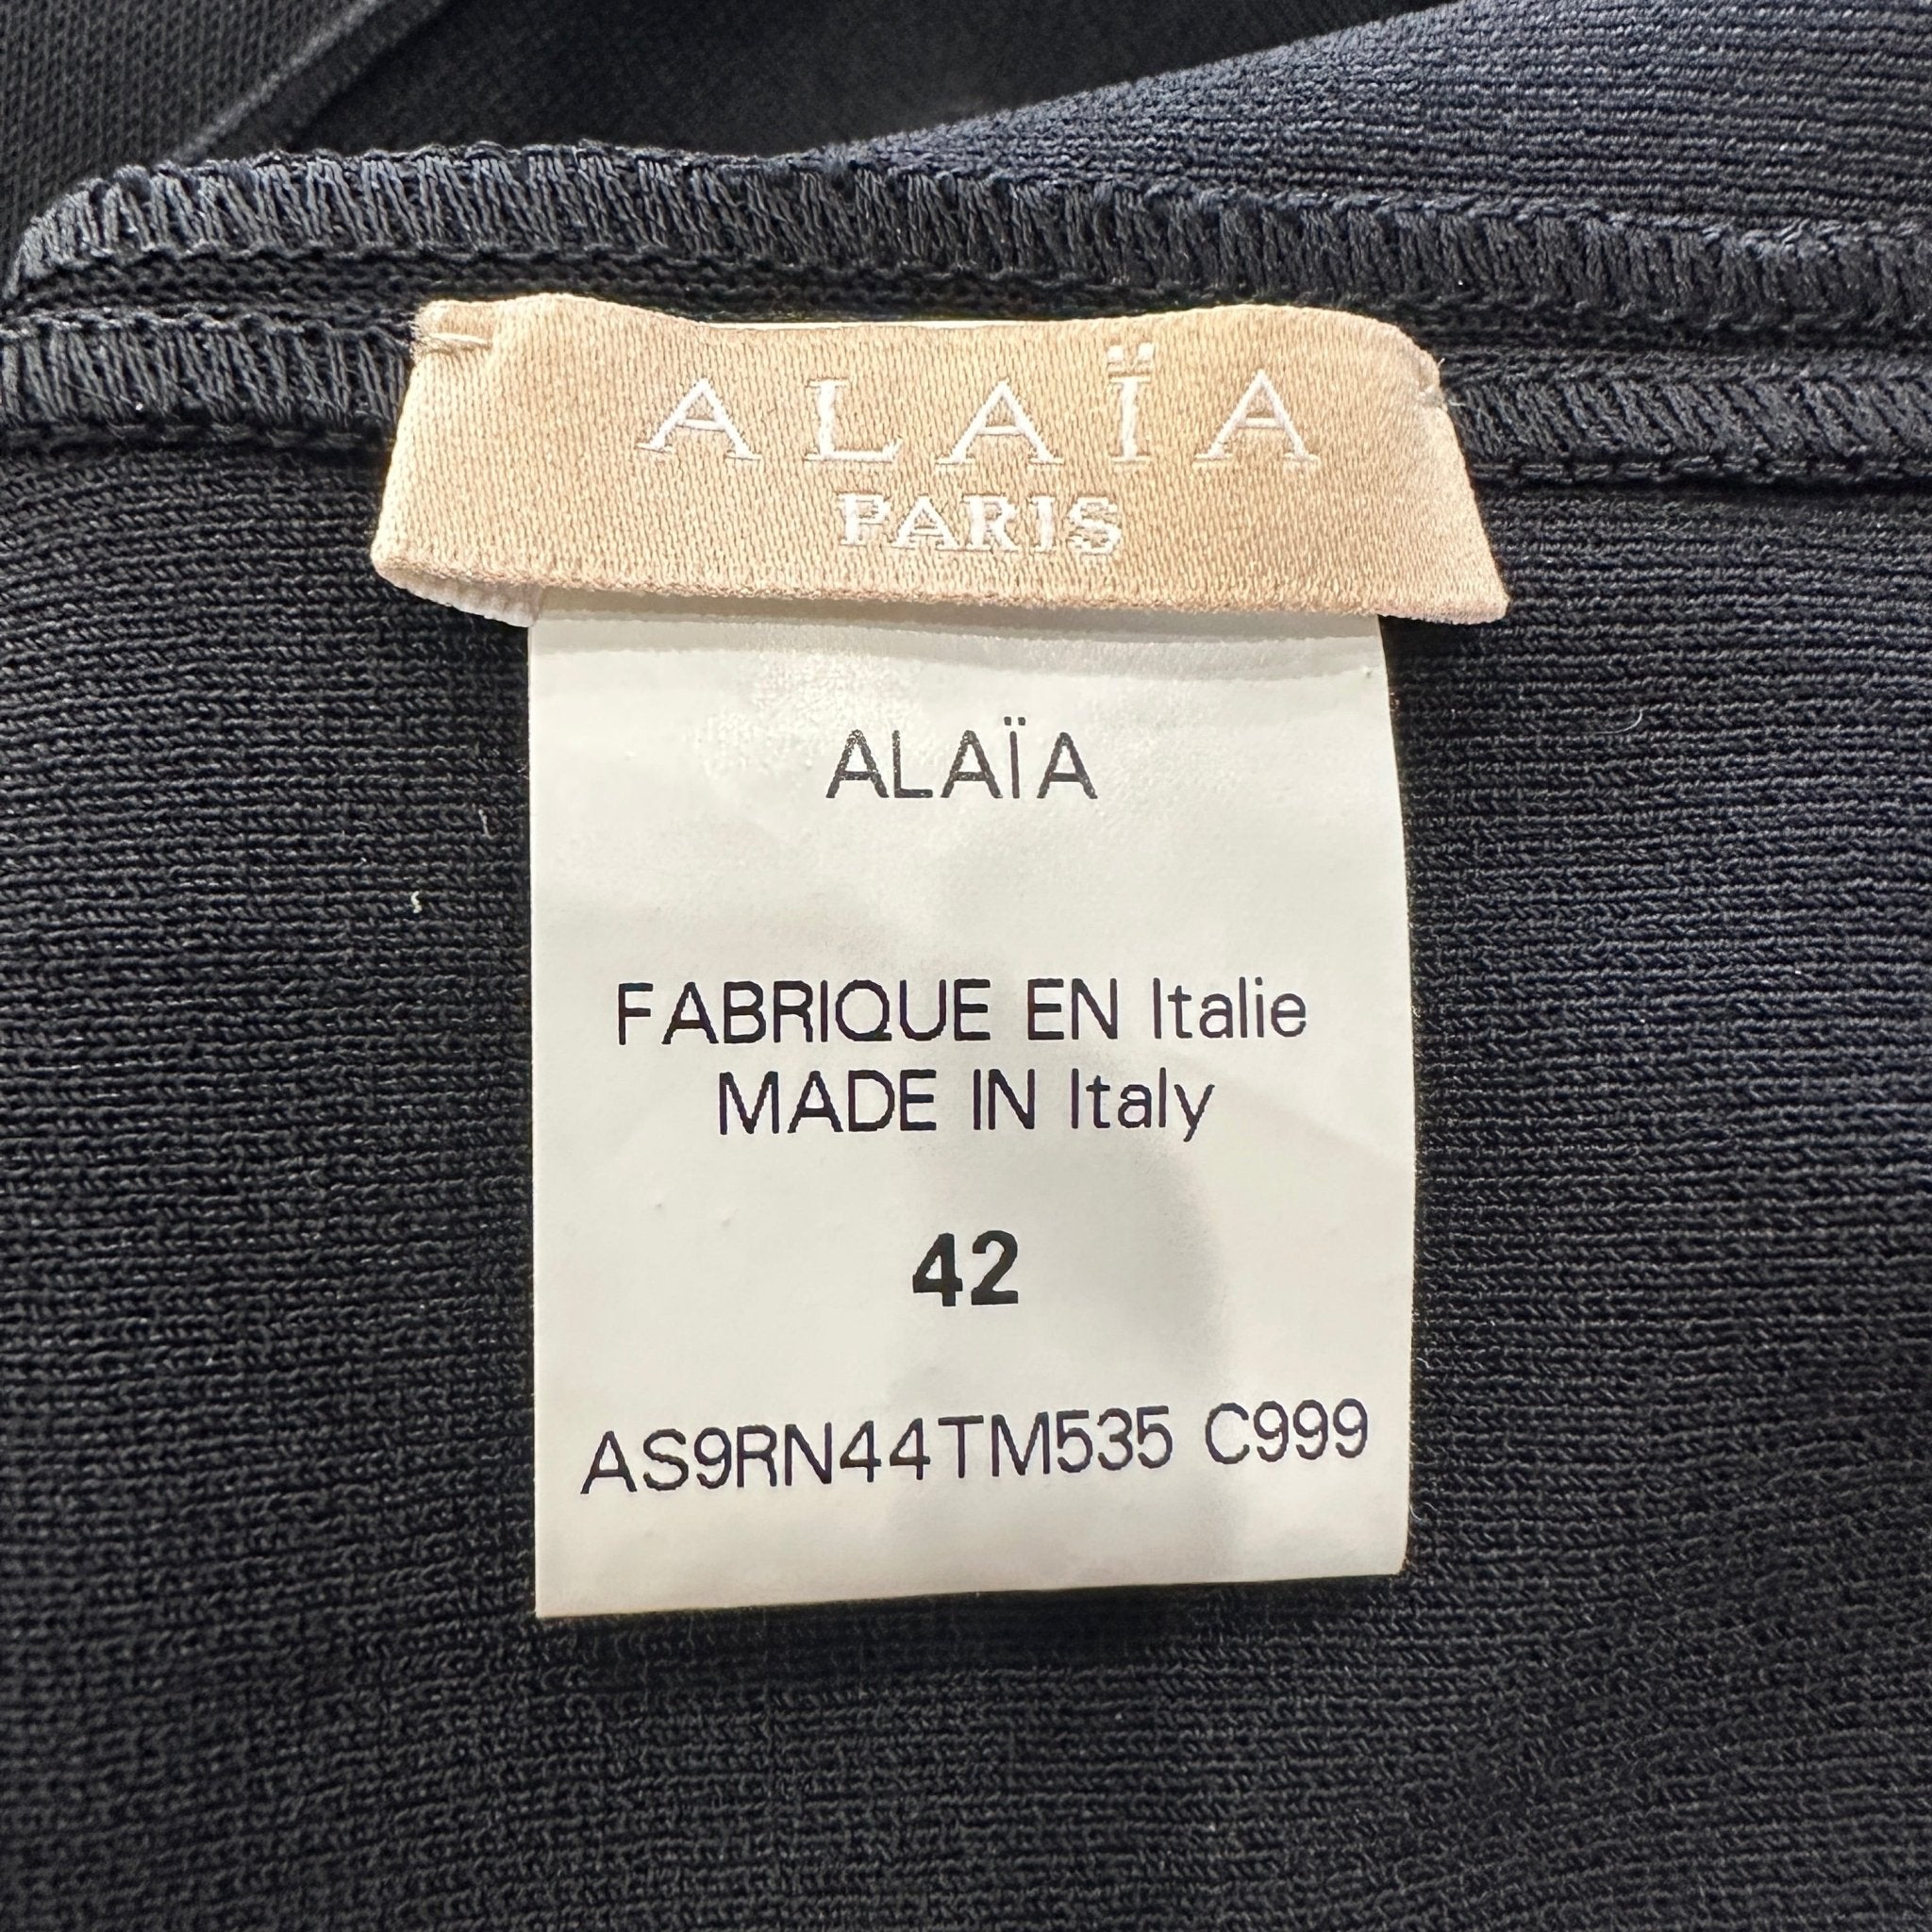 ALAÏA
PARIS
ALAÏA
FABRIQUE EN Italie
MADE IN Italy
42
AS9RN44TM535 C999